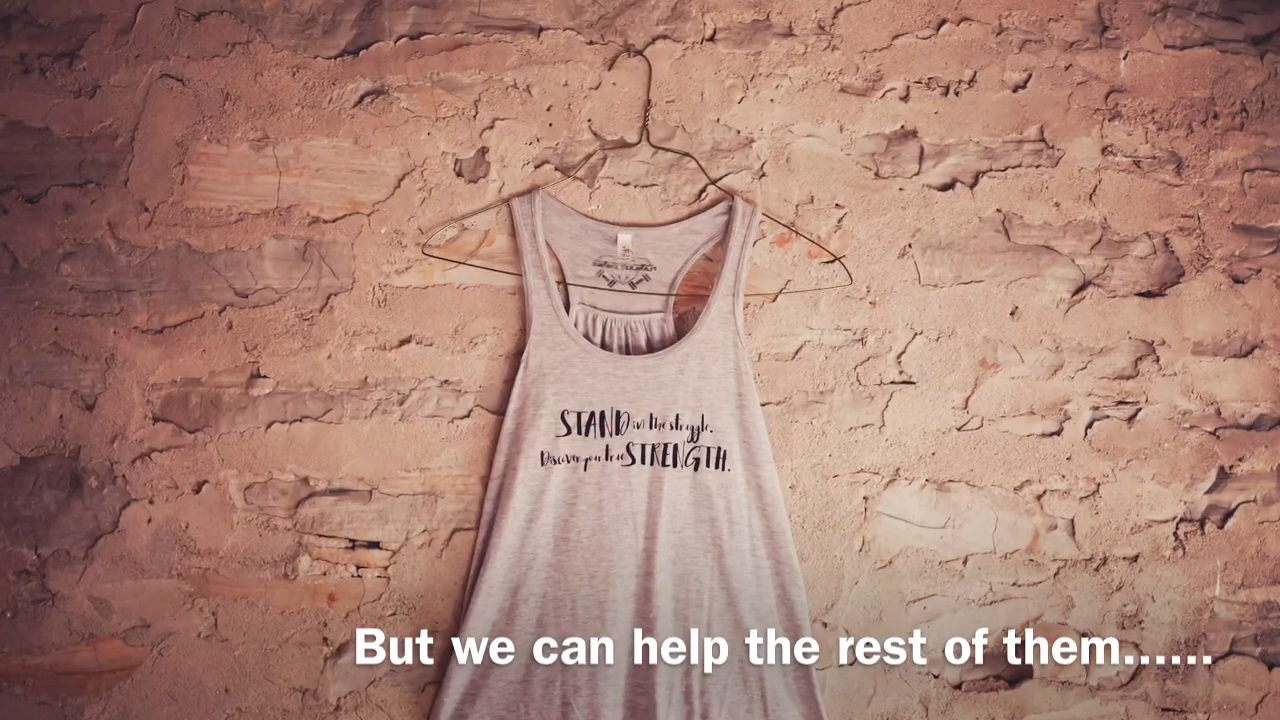 STAND in the struggle.
Discover your true STRENGTH.
But we can help the rest of them......